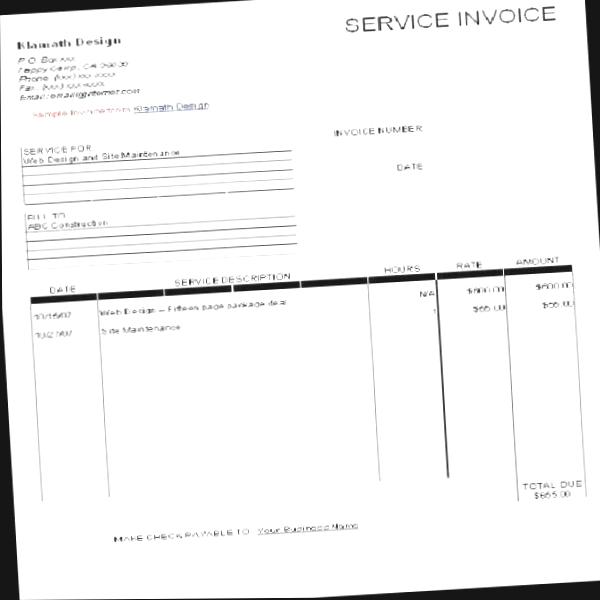 SERVICE INVOICE
Klamath Design
P.O. Box xxx
Happy Camp, CA 96039
Phone: (xxx) xxx-xxxx
Fax: (xxx) xxx-xxxx
Email: email@internet.com
Sample Invoice from Klamath Design
INVOICE NUMBER
SERVICE FOR
Web Design and Site Maintenance
DATE
BILL TO
ABC Construction
DATE SERVICE DESCRIPTION HOURS RATE AMOUNT
10/16/07 Web Design – Fifteen page package deal N/A $600.00 $600.00
10/27/07 Site Maintenance 1 $65.00 $65.00
TOTAL DUE
$665.00
MAKE CHECK PAYABLE TO: Your Business Name